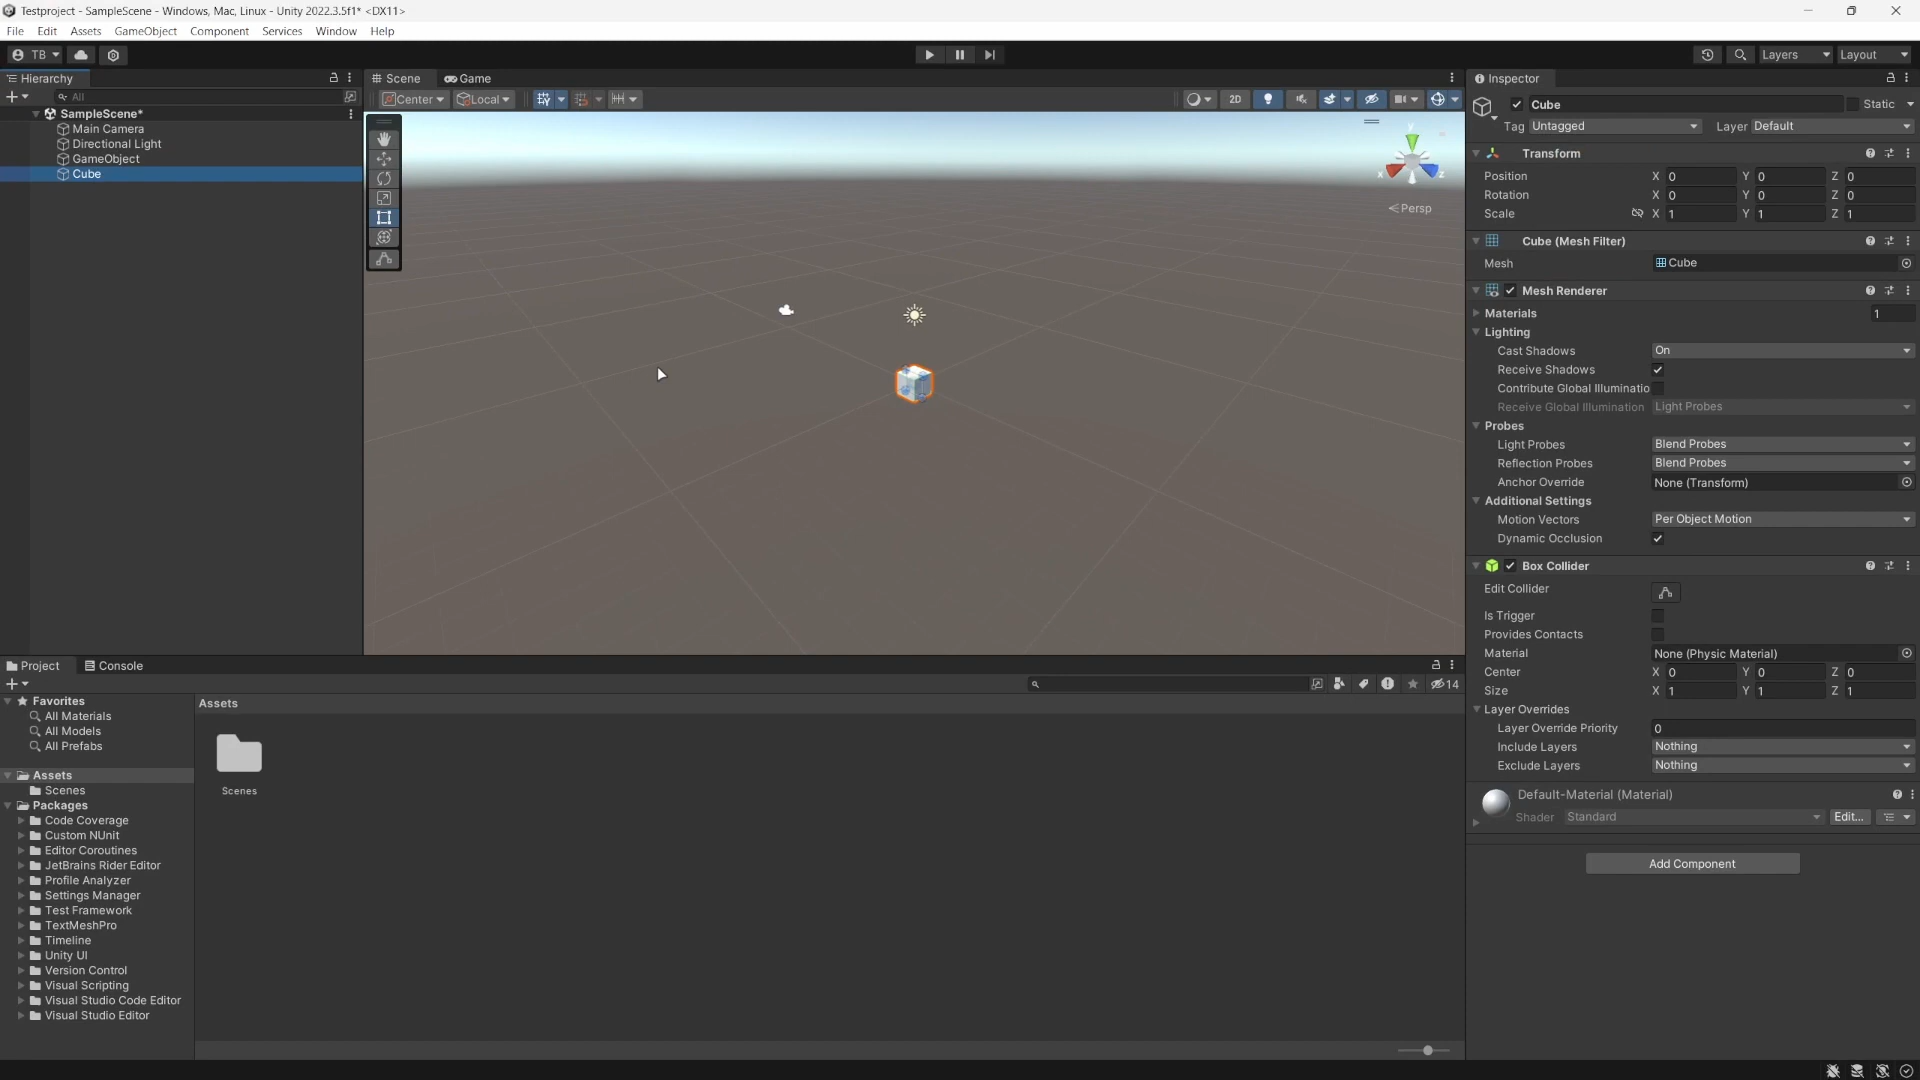 Testproject - SampleScene - Windows, Mac, Linux - Unity 2022.3.5f1* <DX11>
File Edit Assets GameObject Component Services Window Help
TB Layers Layout
Hierarchy
All
SampleScene*
Main Camera
Directional Light
GameObject
Cube
Scene Game
Center Local 2D
y
x z
Persp
Inspector
Cube Static
Tag Untagged Layer Default
Transform
Position X 0 Y 0 Z 0
Rotation X 0 Y 0 Z 0
Scale X 1 Y 1 Z 1
Cube (Mesh Filter)
Mesh Cube
Mesh Renderer
Materials 1
Lighting
Cast Shadows On
Receive Shadows
Contribute Global Illuminatio
Receive Global Illumination Light Probes
Probes
Light Probes Blend Probes
Reflection Probes Blend Probes
Anchor Override None (Transform)
Additional Settings
Motion Vectors Per Object Motion
Dynamic Occlusion
Box Collider
Edit Collider
Is Trigger
Provides Contacts
Material None (Physic Material)
Center X 0 Y 0 Z 0
Size X 1 Y 1 Z 1
Layer Overrides
Layer Override Priority 0
Include Layers Nothing
Exclude Layers Nothing
Default-Material (Material)
Shader Standard Edit...
Add Component
Project Console
14
Favorites
All Materials
All Models
All Prefabs
Assets
Scenes
Packages
Code Coverage
Custom NUnit
Editor Coroutines
JetBrains Rider Editor
Profile Analyzer
Settings Manager
Test Framework
TextMeshPro
Timeline
Unity UI
Version Control
Visual Scripting
Visual Studio Code Editor
Visual Studio Editor
Assets
Scenes